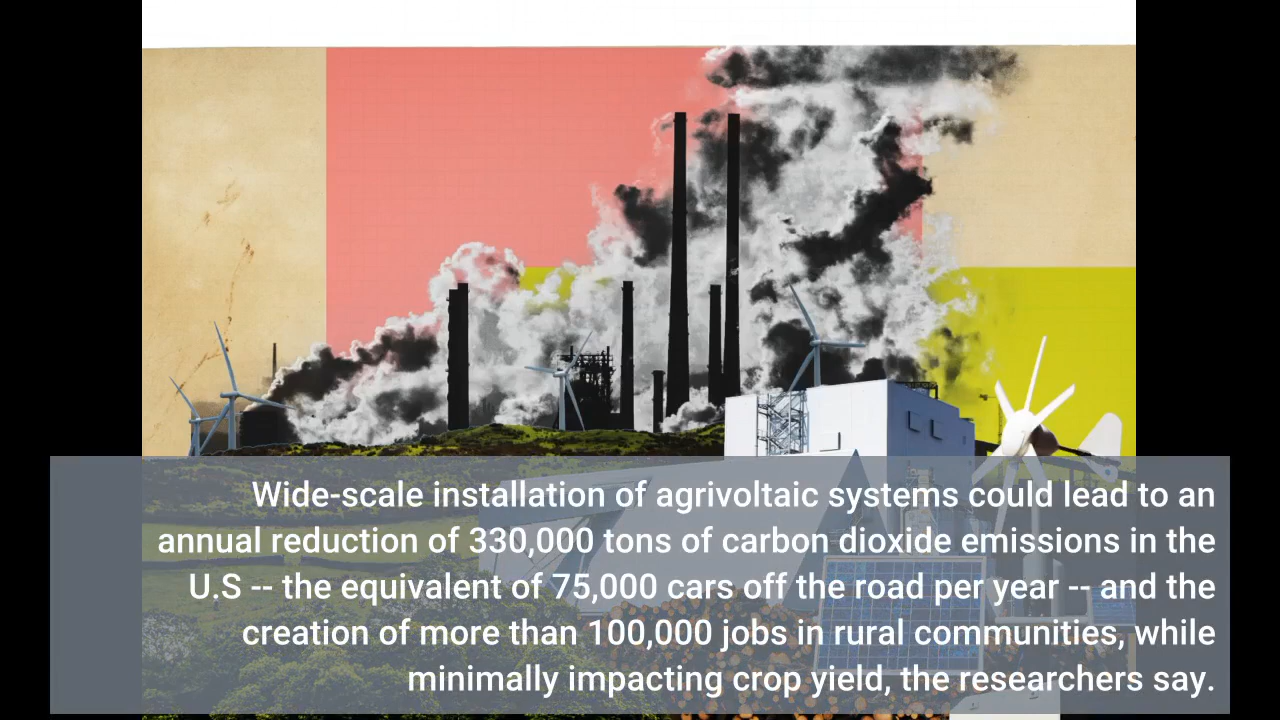 Wide-scale installation of agrivoltaic systems could lead to an
annual reduction of 330,000 tons of carbon dioxide emissions in the
U.S -- the equivalent of 75,000 cars off the road per year -- and the
creation of more than 100,000 jobs in rural communities, while
minimally impacting crop yield, the researchers say.